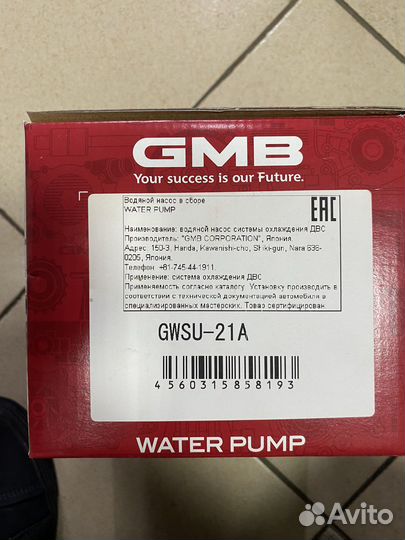 GMB
Your success is our Future.
Водяной насос в сборе
WATER PUMP
EAC
Наименование: водяной насос системы охлаждения ДВС
Производитель: "GMB CORPORATION", Япония.
Адрес: 150-3, Handa, Kawanishi-cho, Shiki-gun, Nara 636-
0205, Япония.
Телефон: +81-745-44-1911.
Применение: система охлаждения ДВС
Применяемость согласно каталогу. Установку производить в
соответствии с технической документацией автомобиля в
специализированных мастерских. Товар сертифицирован.
GWSU-21A
4560315858193
WATER PUMP
Avito